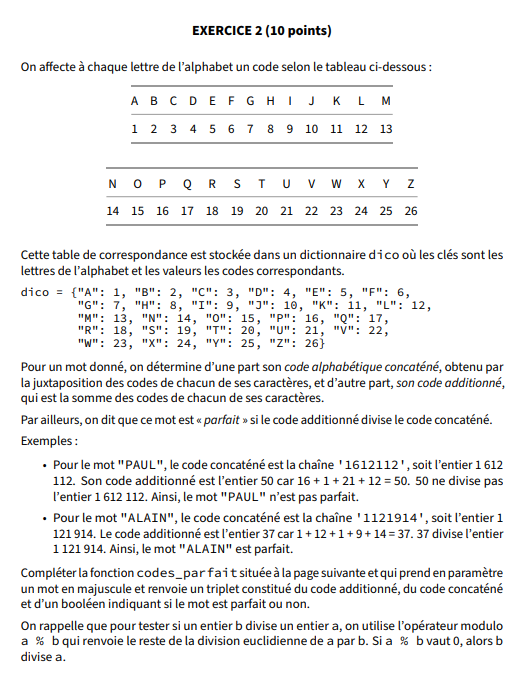 EXERCICE 2 (10 points)
On affecte à chaque lettre de l'alphabet un code selon le tableau ci-dessous :
A B C D E F G H I J K L M
1 2 3 4 5 6 7 8 9 10 11 12 13
N O P Q R S T U V W X Y Z
14 15 16 17 18 19 20 21 22 23 24 25 26
Cette table de correspondance est stockée dans un dictionnaire dico où les clés sont les
lettres de l'alphabet et les valeurs les codes correspondants.
dico = {"A": 1, "B": 2, "C": 3, "D": 4, "E": 5, "F": 6,
"G": 7, "H": 8, "I": 9, "J": 10, "K": 11, "L": 12,
"M": 13, "N": 14, "O": 15, "P": 16, "Q": 17,
"R": 18, "S": 19, "T": 20, "U": 21, "V": 22,
"W": 23, "X": 24, "Y": 25, "Z": 26}
Pour un mot donné, on détermine d'une part son code alphabétique concaténé, obtenu par
la juxtaposition des codes de chacun de ses caractères, et d'autre part, son code additionné,
qui est la somme des codes de chacun de ses caractères.
Par ailleurs, on dit que ce mot est « parfait » si le code additionné divise le code concaténé.
Exemples :
• Pour le mot "PAUL", le code concaténé est la chaîne '1612112', soit l'entier 1 612
112. Son code additionné est l'entier 50 car 16 + 1 + 21 + 12 = 50. 50 ne divise pas
l'entier 1 612 112. Ainsi, le mot "PAUL" n'est pas parfait.
• Pour le mot "ALAIN", le code concaténé est la chaîne '1121914', soit l'entier 1
121 914. Le code additionné est l'entier 37 car 1 + 12 + 1 + 9 + 14 = 37. 37 divise l'entier
1 121 914. Ainsi, le mot "ALAIN" est parfait.
Compléter la fonction codes_parfait située à la page suivante et qui prend en paramètre
un mot en majuscule et renvoie un triplet constitué du code additionné, du code concaténé
et d'un booléen indiquant si le mot est parfait ou non.
On rappelle que pour tester si un entier b divise un entier a, on utilise l'opérateur modulo
a % b qui renvoie le reste de la division euclidienne de a par b. Si a % b vaut 0, alors b
divise a.